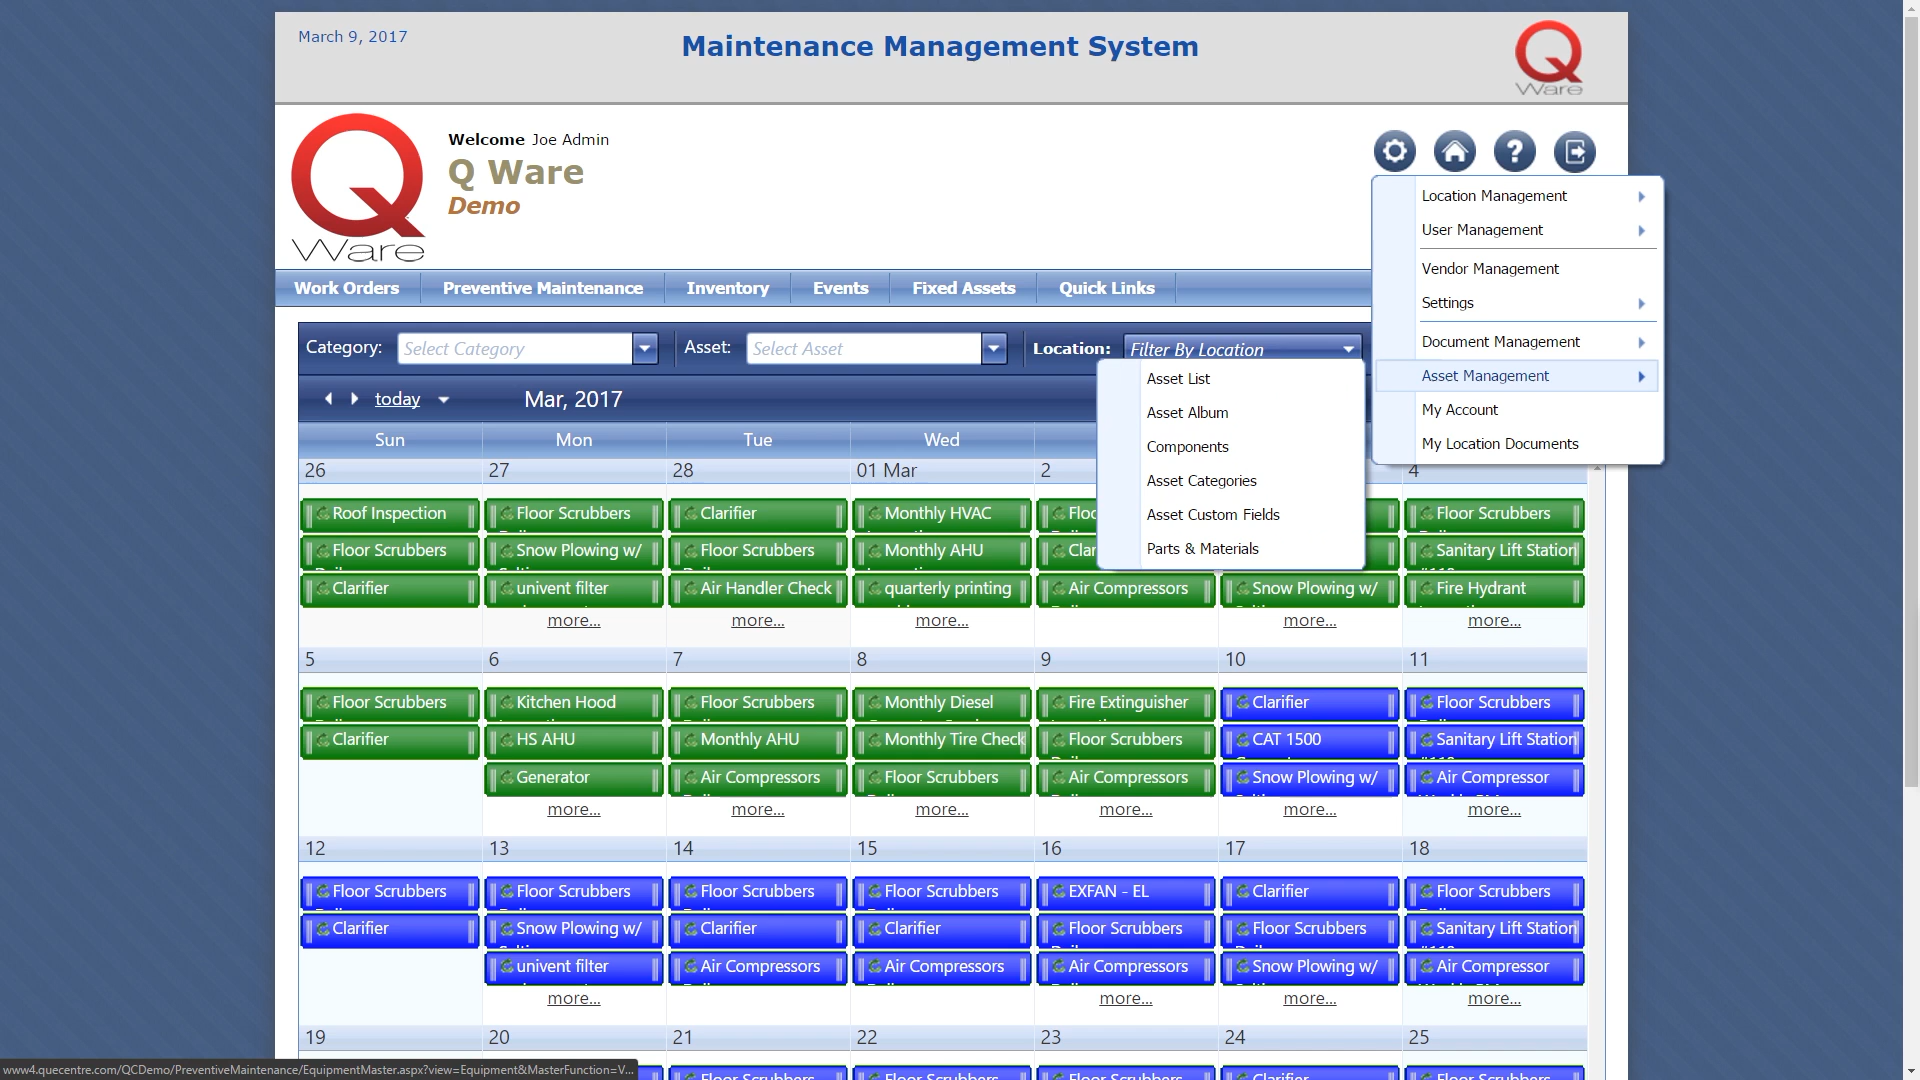 March 9, 2017
Maintenance Management System
Q
Ware
Q
Ware
Welcome Joe Admin
Q Ware
Demo
Location Management
User Management
Vendor Management
Settings
Document Management
Asset Management
My Account
My Location Documents
Work Orders Preventive Maintenance Inventory Events Fixed Assets Quick Links
Category: Select Category Asset: Select Asset Location: Filter By Location
Asset List
Asset Album
Components
Asset Categories
Asset Custom Fields
Parts & Materials
today Mar, 2017
Sun Mon Tue Wed
26 27 28 01 Mar 2 4
Roof Inspection Floor Scrubbers Clarifier Monthly HVAC Floor Scrubbers
Floor Scrubbers Snow Plowing w/ Floor Scrubbers Monthly AHU Sanitary Lift Station
Clarifier univent filter Air Handler Check quarterly printing Air Compressors Snow Plowing w/ Fire Hydrant
more... more... more... more... more...
5 6 7 8 9 10 11
Floor Scrubbers Kitchen Hood Floor Scrubbers Monthly Diesel Fire Extinguisher Clarifier Floor Scrubbers
Clarifier HS AHU Monthly AHU Monthly Tire Check Floor Scrubbers CAT 1500 Sanitary Lift Station
Generator Air Compressors Floor Scrubbers Air Compressors Snow Plowing w/ Air Compressor
more... more... more... more... more... more...
12 13 14 15 16 17 18
Floor Scrubbers Floor Scrubbers Floor Scrubbers Floor Scrubbers EXFAN - EL Clarifier Floor Scrubbers
Clarifier Snow Plowing w/ Clarifier Clarifier Floor Scrubbers Floor Scrubbers Sanitary Lift Station
univent filter Air Compressors Air Compressors Air Compressors Snow Plowing w/ Air Compressor
more... more... more... more...
19 20 21 22 23 24 25
www4.quecentre.com/QCDemo/PreventiveMaintenance/EquipmentMaster.aspx?view=Equipment&MasterFunction=V...
Floor Scrubbers Floor Scrubbers Floor Scrubbers Clarifier Floor Scrubbers